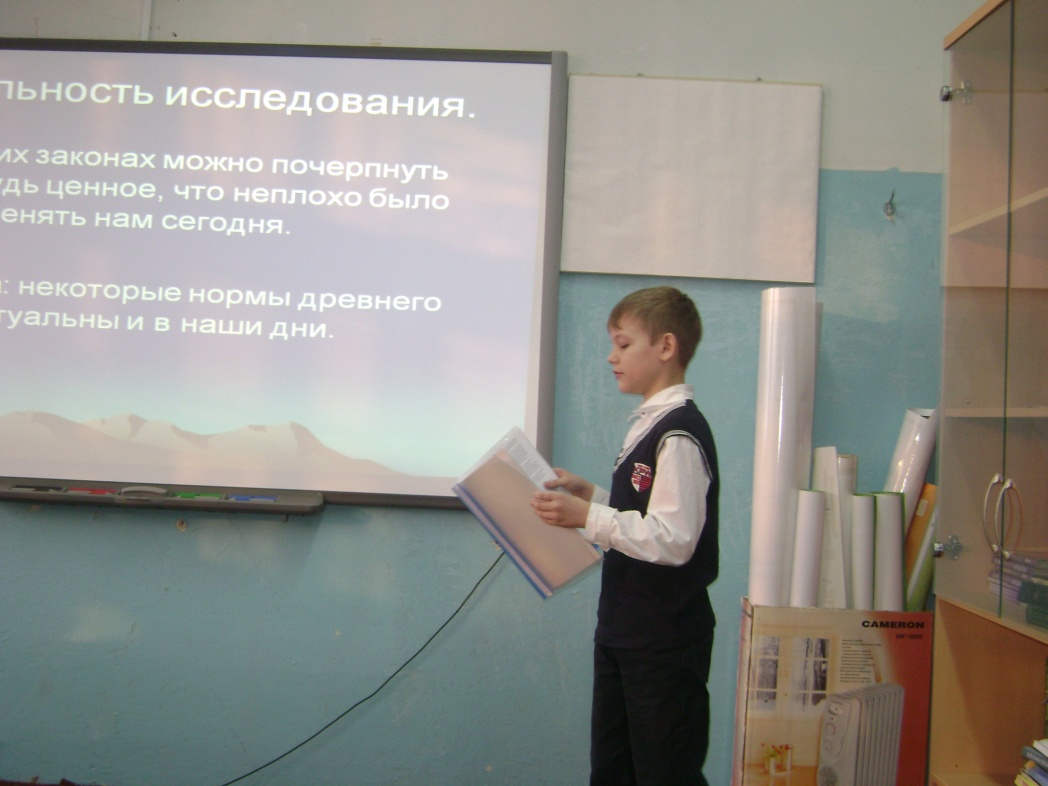 льность исследования.
их законах можно почерпнуть
удь ценное, что неплохо было
енять нам сегодня.
: некоторые нормы древнего
туальны и в наши дни.
CAMERON